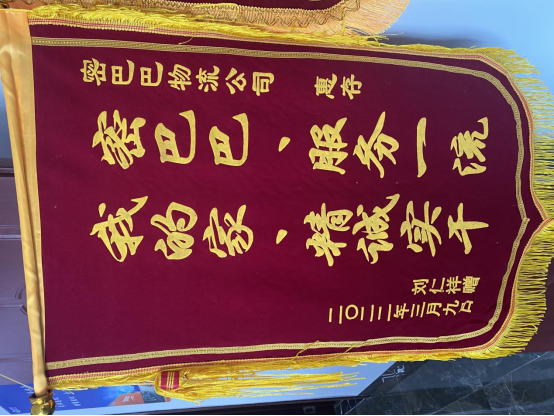 密巴巴物流公司 惠存
密巴巴、服务一流
我的家、精诚实干
刘仁祥赠
二〇二二年三月九日